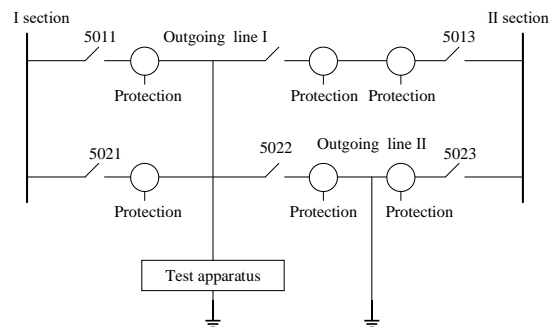 I section
II section
5011
Outgoing line I
5013
Protection
Protection
Protection
5021
5022
Outgoing line II
5023
Protection
Protection
Protection
Test apparatus